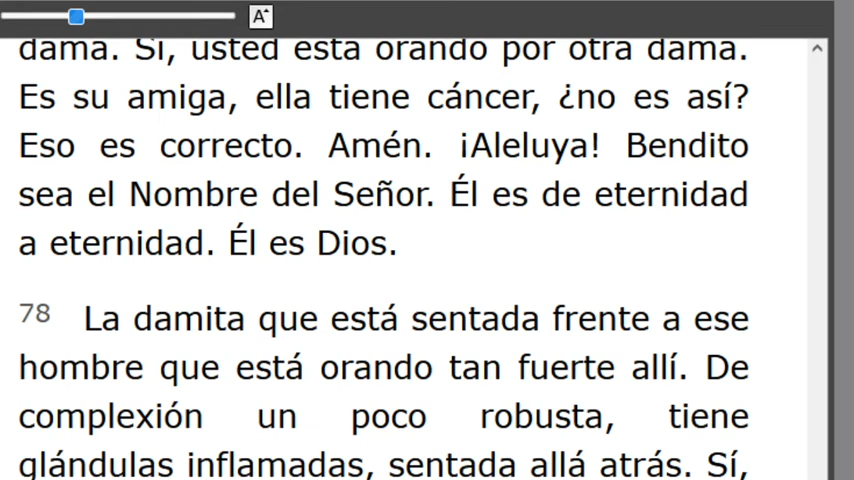 A
dama. Sí, usted está orando por otra dama.
Es su amiga, ella tiene cáncer, ¿no es así?
Eso es correcto. Amén. ¡Aleluya! Bendito
sea el Nombre del Señor. Él es de eternidad
a eternidad. Él es Dios.
78 La damita que está sentada frente a ese
hombre que está orando tan fuerte allí. De
complexión un poco robusta, tiene
glándulas inflamadas, sentada allá atrás. Sí,